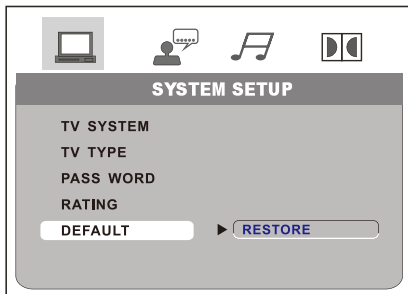 SYSTEM SETUP
TV SYSTEM
TV TYPE
PASS WORD
RATING
DEFAULT RESTORE